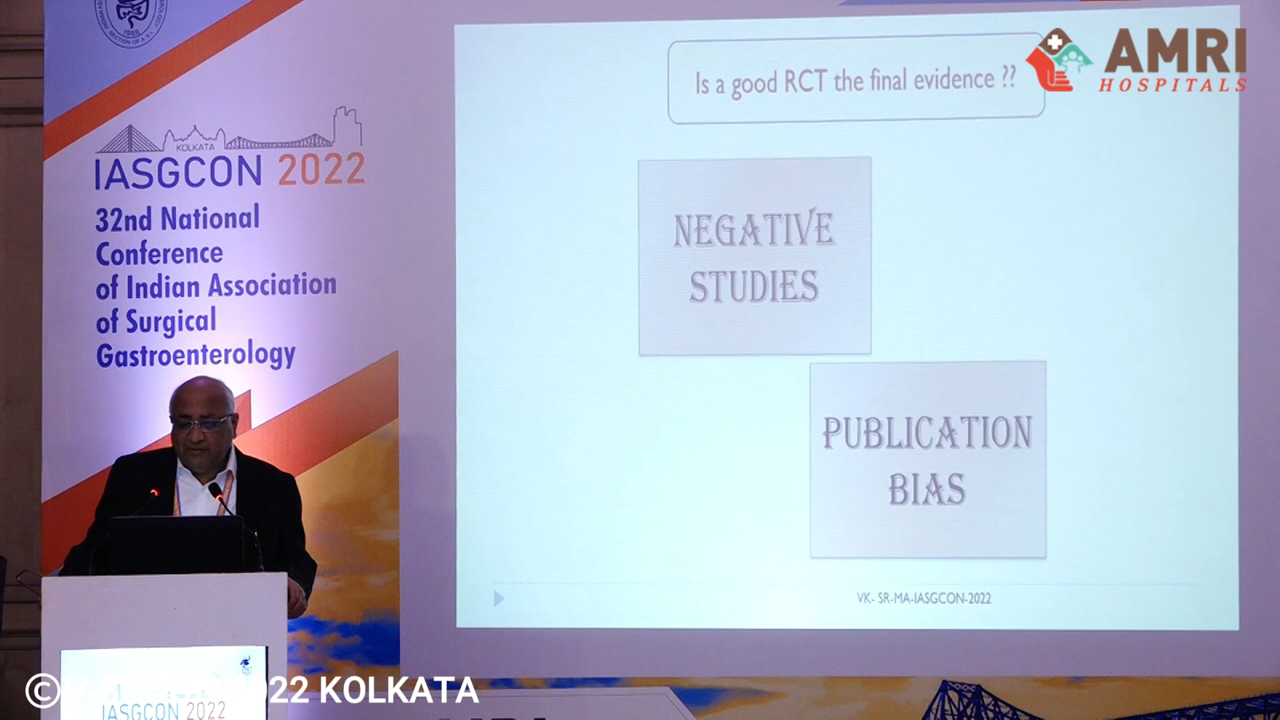 KOLKATA
IASGCON 2022
32nd National
Conference
of Indian Association
of Surgical
Gastroenterology
Is a good RCT the final evidence ??
NEGATIVE
STUDIES
PUBLICATION
BIAS
VK- SR-MA-IASGCON-2022
AMRI
HOSPITALS
IASGCON 2022
© 22 KOLKATA